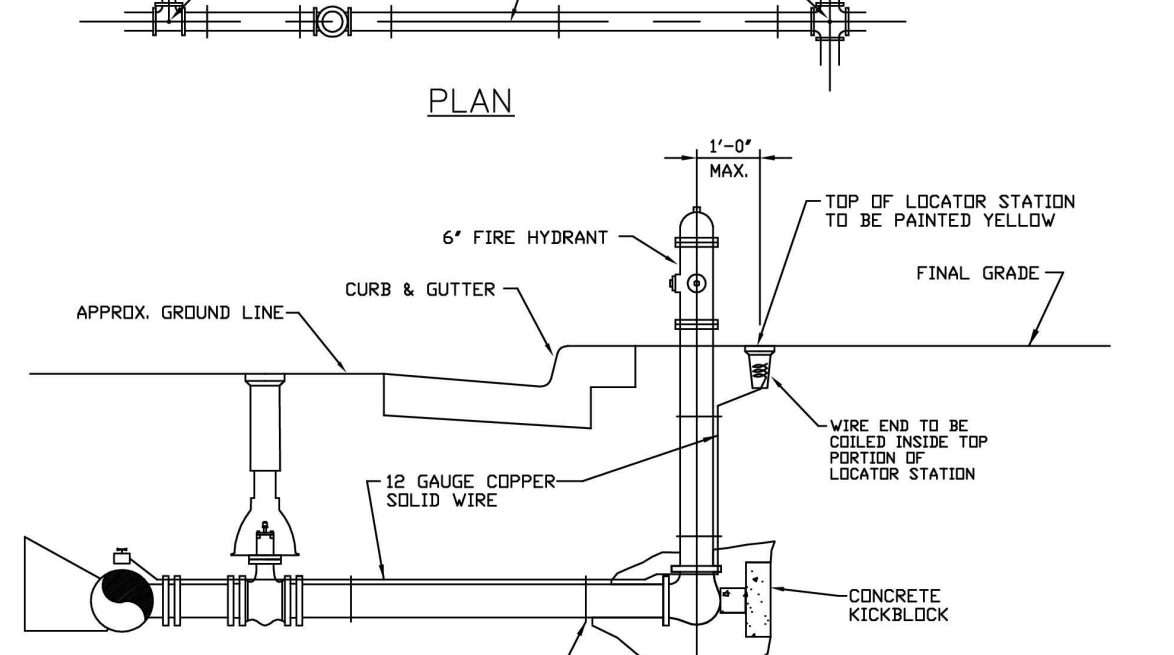 PLAN
1'-0"
MAX.
TOP OF LOCATOR STATION
TO BE PAINTED YELLOW
6" FIRE HYDRANT
FINAL GRADE
CURB & GUTTER
APPROX. GROUND LINE
WIRE END TO BE
COILED INSIDE TOP
PORTION OF
LOCATOR STATION
12 GAUGE COPPER
SOLID WIRE
CONCRETE
KICKBLOCK